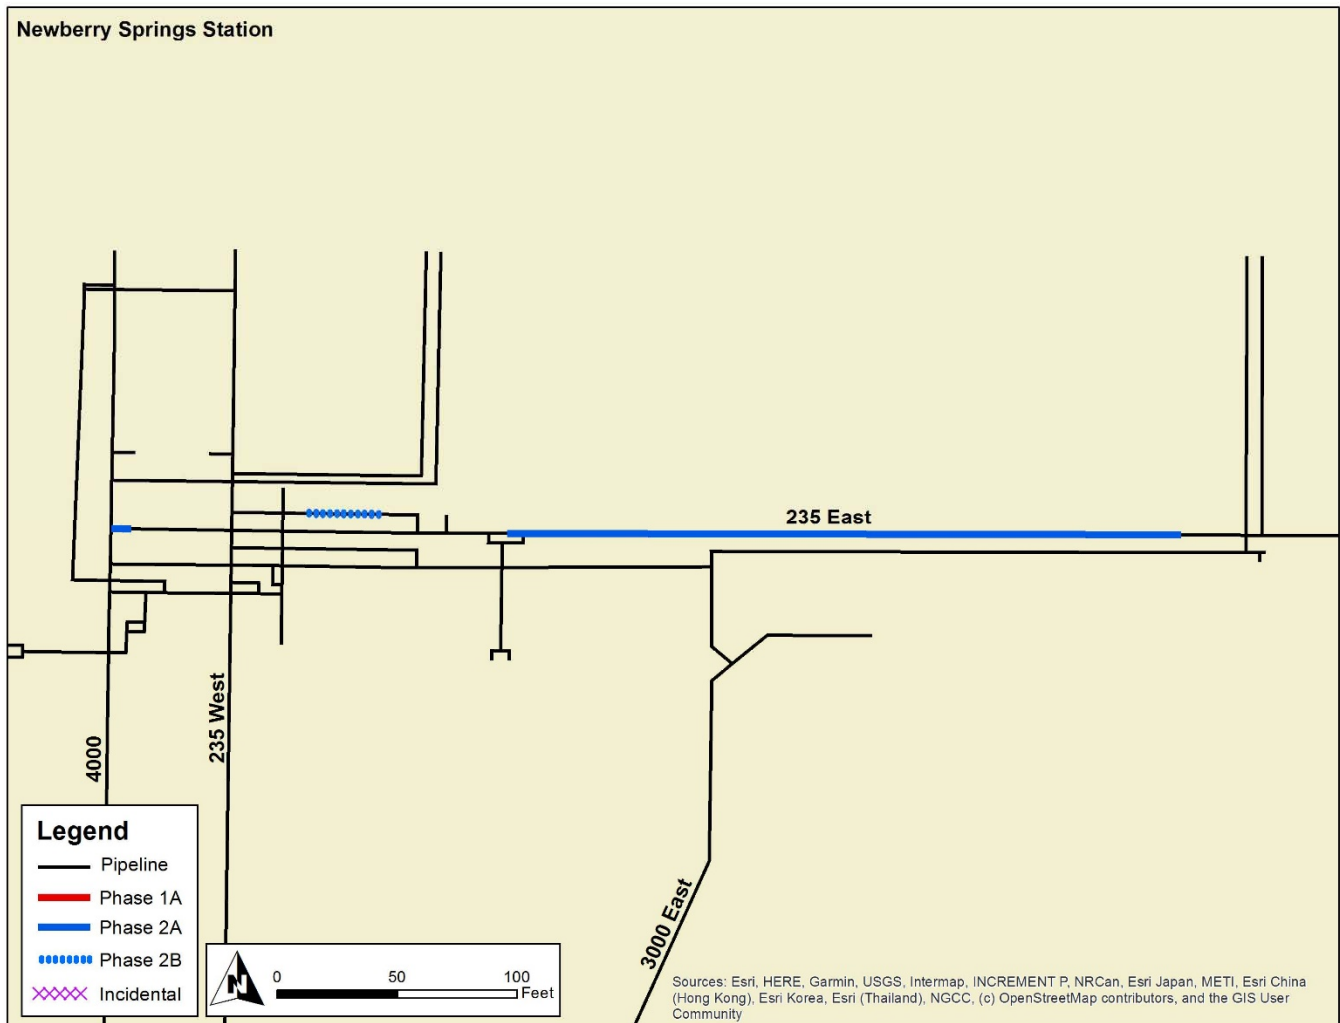 Newberry Springs Station
235 East
235 West
4000
3000 East
Legend
Pipeline
Phase 1A
Phase 2A
Phase 2B
Incidental
N
0 50 100
Feet
Sources: Esri, HERE, Garmin, USGS, Intermap, INCREMENT P, NRCan, Esri Japan, METI, Esri China
(Hong Kong), Esri Korea, Esri (Thailand), NGCC, (c) OpenStreetMap contributors, and the GIS User
Community